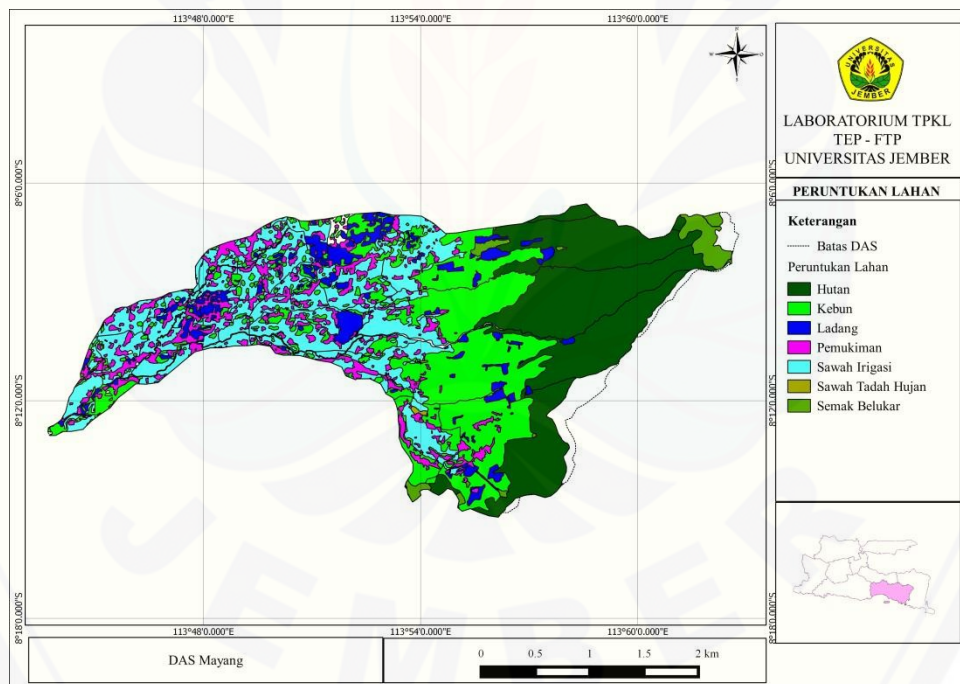 113°48'0.000"E 113°54'0.000"E 113°60'0.000"E
N
UNIVERSITAS
JEMBER
LABORATORIUM TPKL
TEP - FTP
UNIVERSITAS JEMBER
8°6'0.000"S 8°6'0.000"S
PERUNTUKAN LAHAN
Keterangan
Batas DAS
Peruntukan Lahan
Hutan
Kebun
Ladang
Pemukiman
Sawah Irigasi
Sawah Tadah Hujan
Semak Belukar
8°12'0.000"S 8°12'0.000"S
JEMBER
8°18'0.000"S 8°18'0.000"S
113°48'0.000"E 113°54'0.000"E 113°60'0.000"E
DAS Mayang
0 0.5 1 1.5 2 km